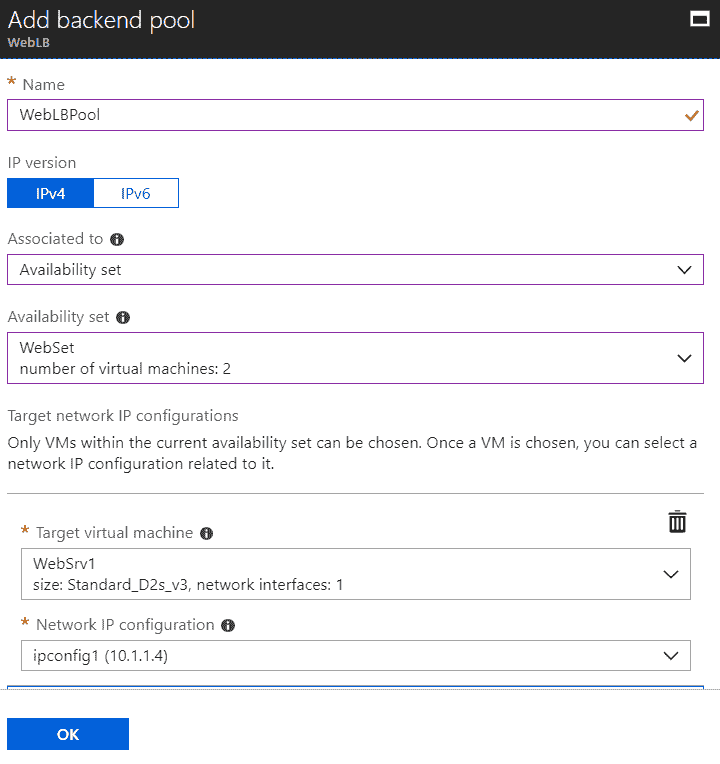 Add backend pool
WebLB
* Name
WebLBPool
IP version
IPv4 IPv6
Associated to
Availability set
Availability set
WebSet
number of virtual machines: 2
Target network IP configurations
Only VMs within the current availability set can be chosen. Once a VM is chosen, you can select a
network IP configuration related to it.
* Target virtual machine
WebSrv1
size: Standard_D2s_v3, network interfaces: 1
* Network IP configuration
ipconfig1 (10.1.1.4)
OK